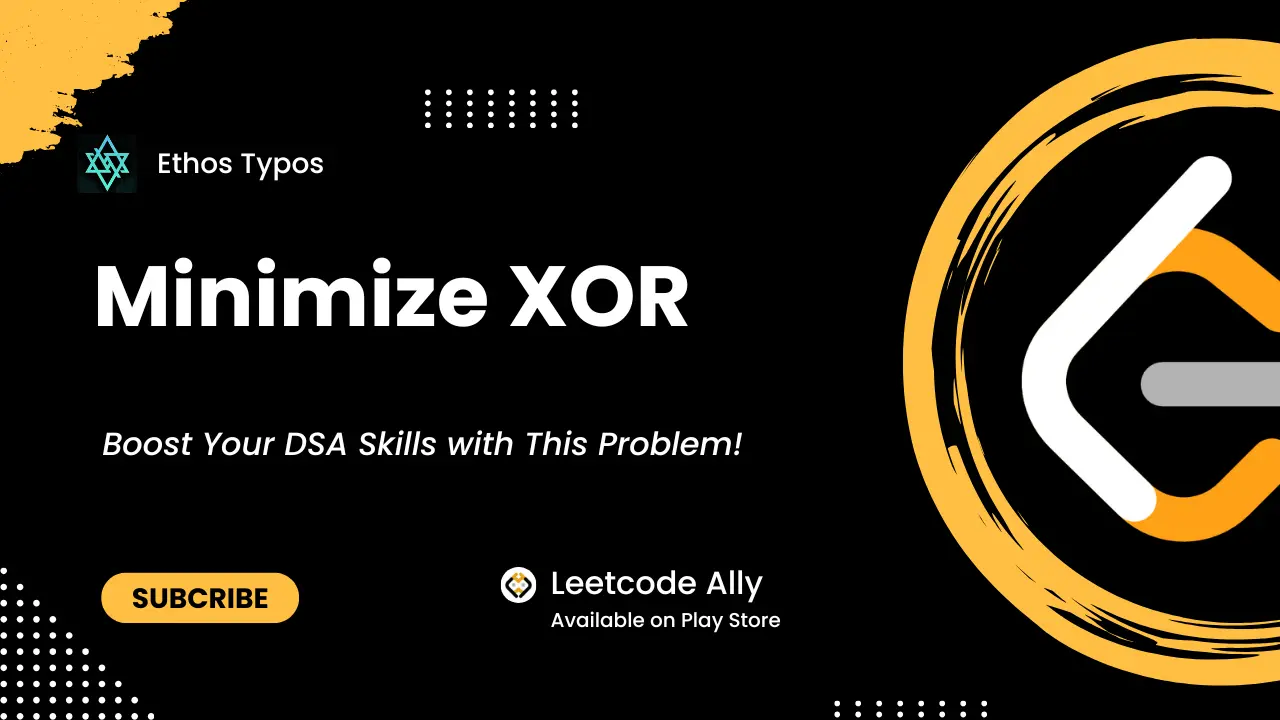 Ethos Typos
Minimize XOR
Boost Your DSA Skills with This Problem!
SUBCRIBE
Leetcode Ally
Available on Play Store